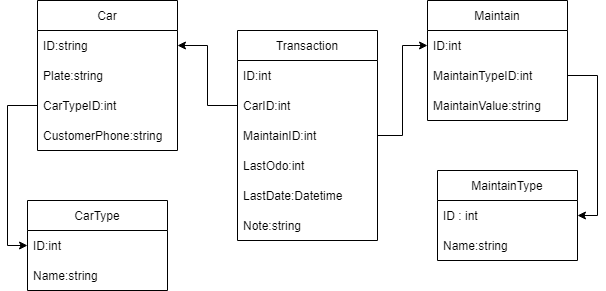 Car
ID:string
Plate:string
CarTypeID:int
CustomerPhone:string
Transaction
ID:int
CarID:int
MaintainID:int
LastOdo:int
LastDate:Datetime
Note:string
Maintain
ID:int
MaintainTypeID:int
MaintainValue:string
CarType
ID:int
Name:string
MaintainType
ID : int
Name:string